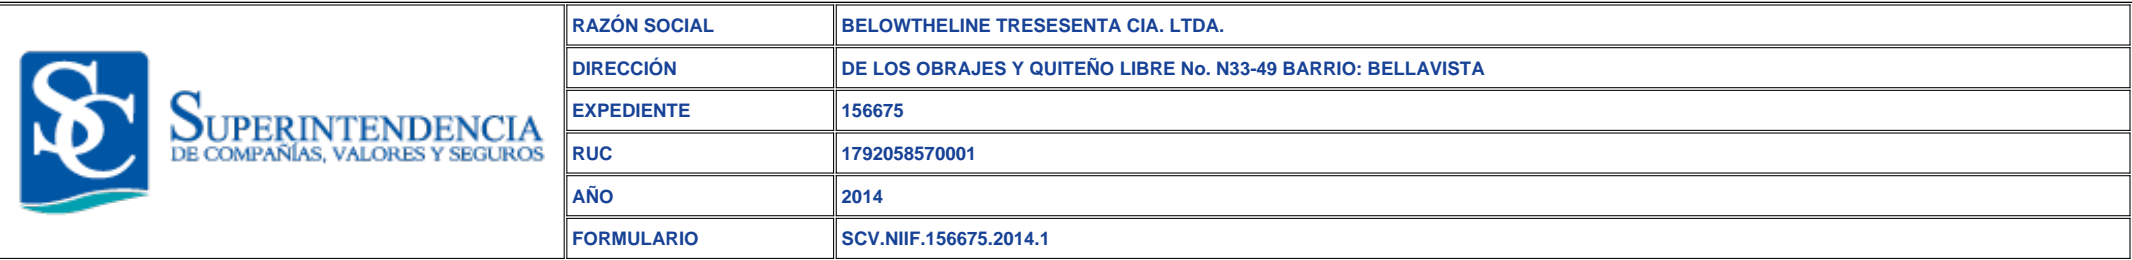 SC
SUPERINTENDENCIA
DE COMPAÑÍAS, VALORES Y SEGUROS
RAZÓN SOCIAL BELOWTHELINE TRESESENTA CIA. LTDA.
DIRECCIÓN DE LOS OBRAJES Y QUITEÑO LIBRE No. N33-49 BARRIO: BELLAVISTA
EXPEDIENTE 156675
RUC 1792058570001
AÑO 2014
FORMULARIO SCV.NIIF.156675.2014.1